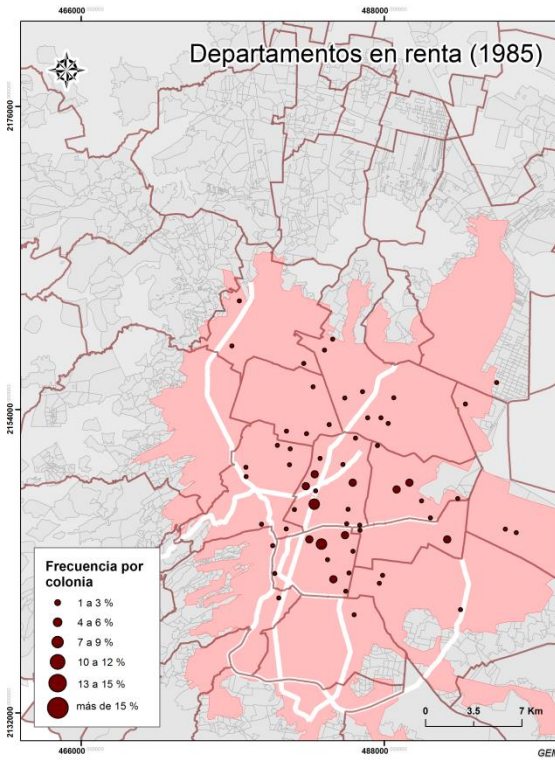 466000 488000
Departamentos en renta (1985)
2176000
2154000
2132000
Frecuencia por
colonia
1 a 3 %
4 a 6 %
7 a 9 %
10 a 12 %
13 a 15 %
más de 15 %
0 3.5 7 Km
466000 488000